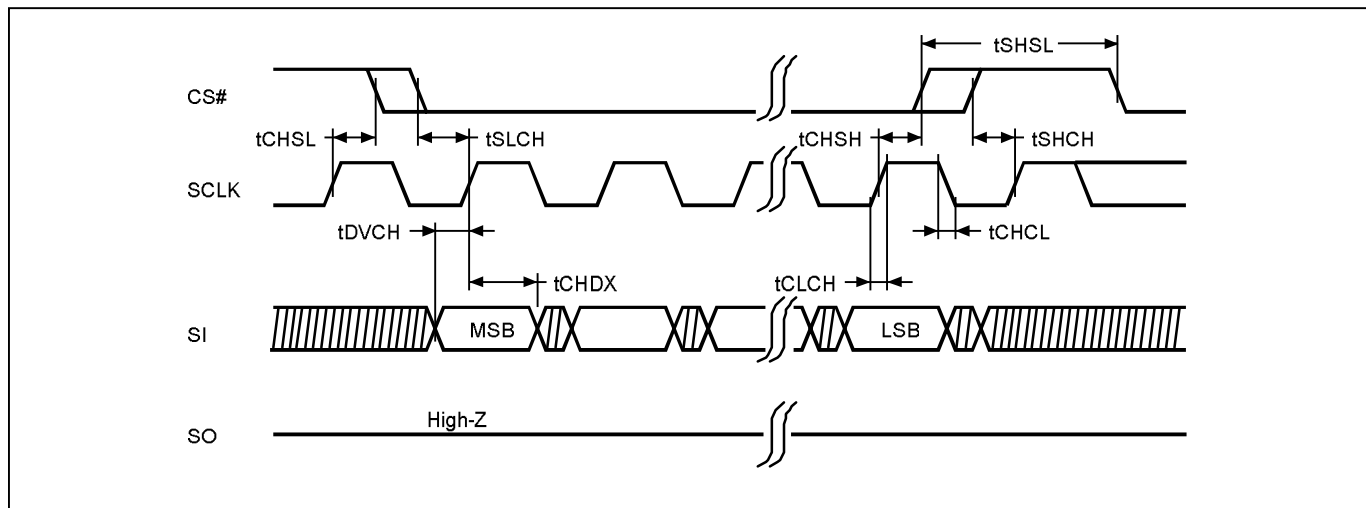 tSHSL
CS#
tCHSL
tSLCH
tCHSH
tSHCH
SCLK
tDVCH
tCHCL
tCHDX
tCLCH
SI
MSB
LSB
High-Z
SO